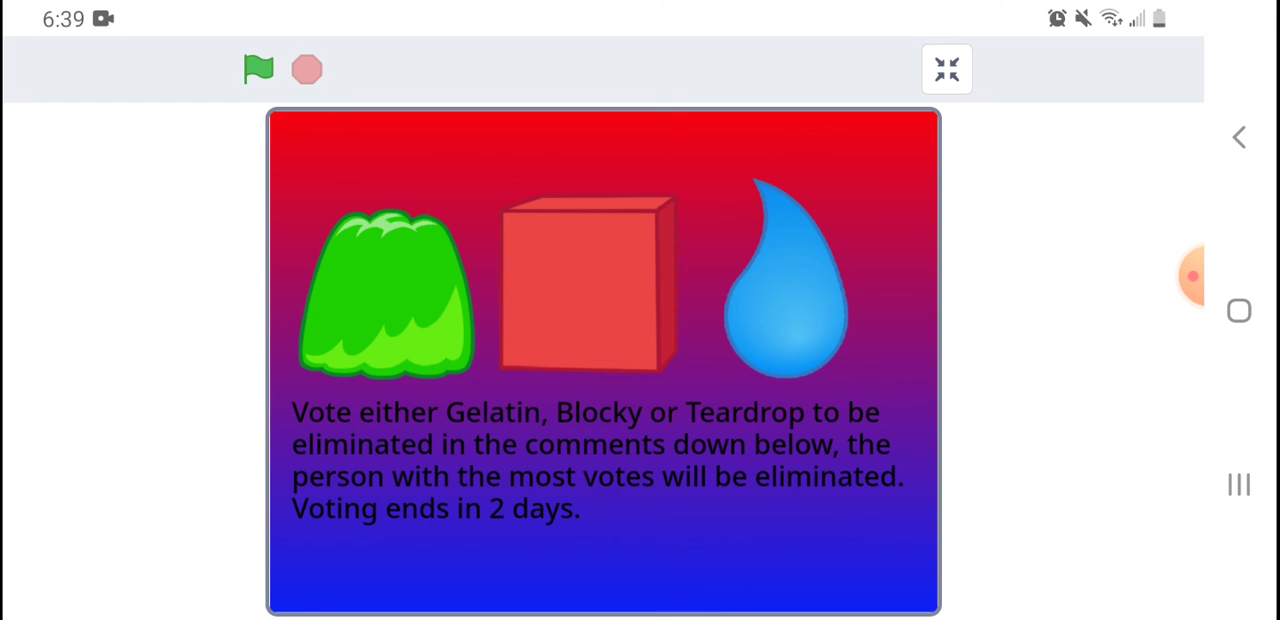 6:39
Vote either Gelatin, Blocky or Teardrop to be
eliminated in the comments down below, the
person with the most votes will be eliminated.
Voting ends in 2 days.